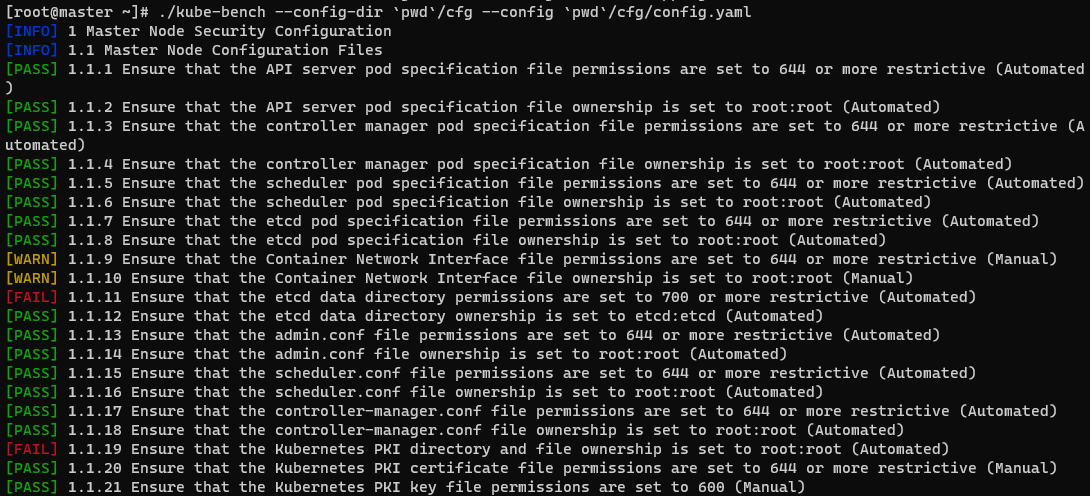 [root@master ~]# ./kube-bench --config-dir `pwd`/cfg --config `pwd`/cfg/config.yaml
[INFO] 1 Master Node Security Configuration
[INFO] 1.1 Master Node Configuration Files
[PASS] 1.1.1 Ensure that the API server pod specification file permissions are set to 644 or more restrictive (Automated
)
[PASS] 1.1.2 Ensure that the API server pod specification file ownership is set to root:root (Automated)
[PASS] 1.1.3 Ensure that the controller manager pod specification file permissions are set to 644 or more restrictive (A
utomated)
[PASS] 1.1.4 Ensure that the controller manager pod specification file ownership is set to root:root (Automated)
[PASS] 1.1.5 Ensure that the scheduler pod specification file permissions are set to 644 or more restrictive (Automated)
[PASS] 1.1.6 Ensure that the scheduler pod specification file ownership is set to root:root (Automated)
[PASS] 1.1.7 Ensure that the etcd pod specification file permissions are set to 644 or more restrictive (Automated)
[PASS] 1.1.8 Ensure that the etcd pod specification file ownership is set to root:root (Automated)
[WARN] 1.1.9 Ensure that the Container Network Interface file permissions are set to 644 or more restrictive (Manual)
[WARN] 1.1.10 Ensure that the Container Network Interface file ownership is set to root:root (Manual)
[FAIL] 1.1.11 Ensure that the etcd data directory permissions are set to 700 or more restrictive (Automated)
[PASS] 1.1.12 Ensure that the etcd data directory ownership is set to etcd:etcd (Automated)
[PASS] 1.1.13 Ensure that the admin.conf file permissions are set to 644 or more restrictive (Automated)
[PASS] 1.1.14 Ensure that the admin.conf file ownership is set to root:root (Automated)
[PASS] 1.1.15 Ensure that the scheduler.conf file permissions are set to 644 or more restrictive (Automated)
[PASS] 1.1.16 Ensure that the scheduler.conf file ownership is set to root:root (Automated)
[PASS] 1.1.17 Ensure that the controller-manager.conf file permissions are set to 644 or more restrictive (Automated)
[PASS] 1.1.18 Ensure that the controller-manager.conf file ownership is set to root:root (Automated)
[FAIL] 1.1.19 Ensure that the Kubernetes PKI directory and file ownership is set to root:root (Automated)
[PASS] 1.1.20 Ensure that the Kubernetes PKI certificate file permissions are set to 644 or more restrictive (Manual)
[PASS] 1.1.21 Ensure that the Kubernetes PKI key file permissions are set to 600 (Manual)